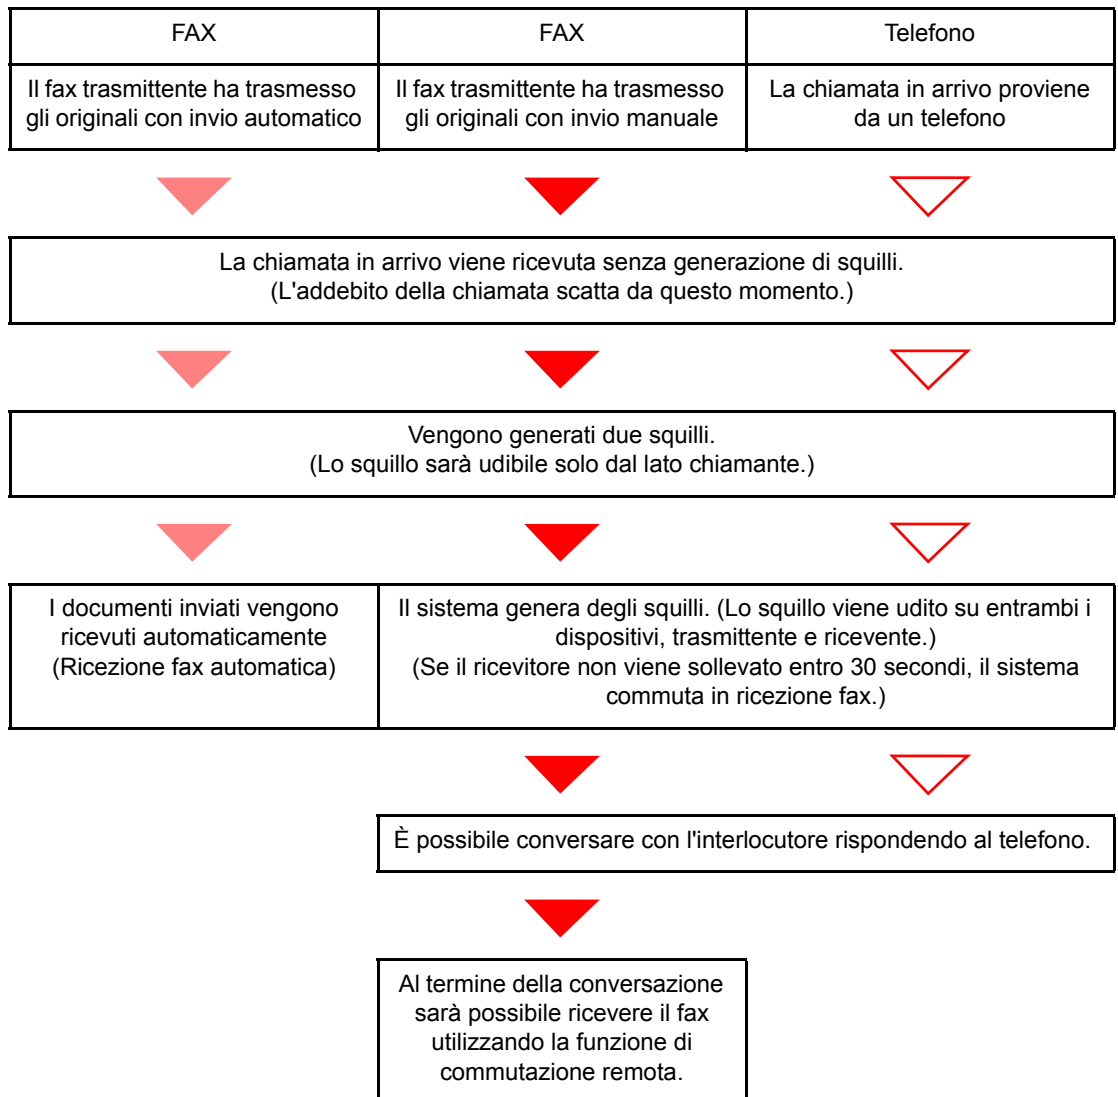 FAX
FAX
Telefono
Il fax trasmittente ha trasmesso
gli originali con invio automatico
Il fax trasmittente ha trasmesso
gli originali con invio manuale
La chiamata in arrivo proviene
da un telefono
La chiamata in arrivo viene ricevuta senza generazione di squilli.
(L'addebito della chiamata scatta da questo momento.)
Vengono generati due squilli.
(Lo squillo sarà udibile solo dal lato chiamante.)
I documenti inviati vengono
ricevuti automaticamente
(Ricezione fax automatica)
Il sistema genera degli squilli. (Lo squillo viene udito su entrambi i
dispositivi, trasmittente e ricevente.)
(Se il ricevitore non viene sollevato entro 30 secondi, il sistema
commuta in ricezione fax.)
È possibile conversare con l'interlocutore rispondendo al telefono.
Al termine della conversazione
sarà possibile ricevere il fax
utilizzando la funzione di
commutazione remota.